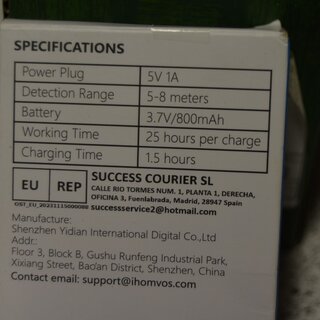 SPECIFICATIONS
Power Plug 5V 1A
Detection Range 5-8 meters
Battery 3.7V/800mAh
Working Time 25 hours per charge
Charging Time 1.5 hours
EU REP SUCCESS COURIER SL
CALLE RIO TORMES NUM. 1, PLANTA 1, DERECHA,
OFICINA 3, Fuenlabrada, Madrid, 28947 Spain
successservice2@hotmail.com
Manufacture:
Shenzhen Yidian International Digital Co.,Ltd
Addr.:
Floor 3, Block B, Gushu Runfeng Industrial Park,
Xixiang Street, Bao'an District, Shenzhen, China
Contact email: support@ihomvos.com